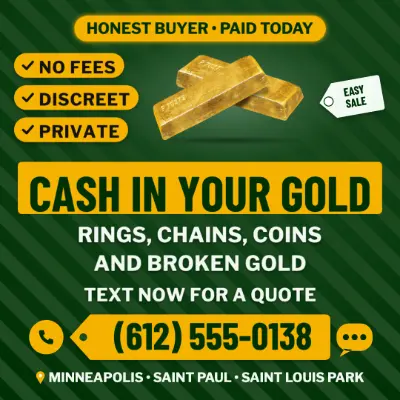 HONEST BUYER • PAID TODAY
NO FEES
DISCREET
PRIVATE
EASY
SALE
CASH IN YOUR GOLD
RINGS, CHAINS, COINS
AND BROKEN GOLD
TEXT NOW FOR A QUOTE
(612) 555-0138
MINNEAPOLIS • SAINT PAUL • SAINT LOUIS PARK